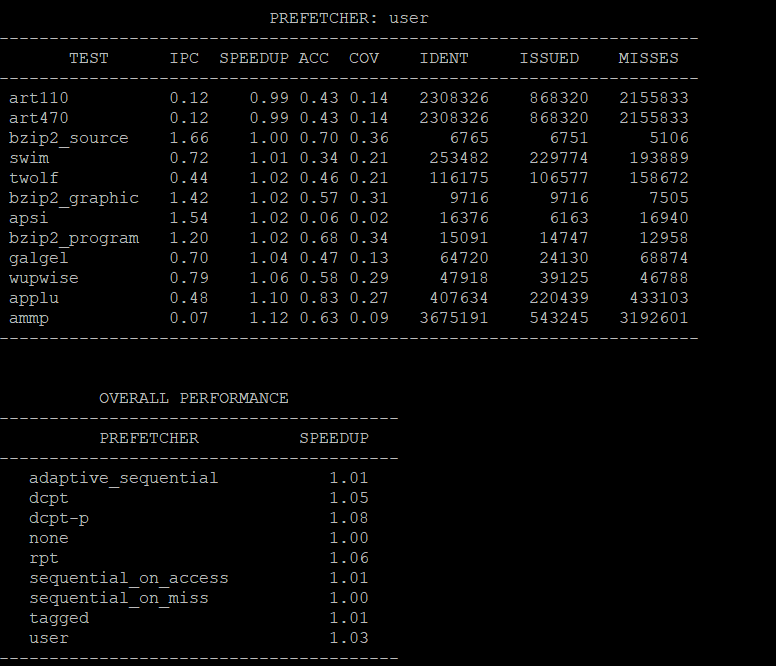 PREFETCHER: user
--------------------------------------------------------------------
TEST IPC SPEEDUP ACC COV IDENT ISSUED MISSES
--------------------------------------------------------------------
art110 0.12 0.99 0.43 0.14 2308326 868320 2155833
art470 0.12 0.99 0.43 0.14 2308326 868320 2155833
bzip2_source 1.66 1.00 0.70 0.36 6765 6751 5106
swim 0.72 1.01 0.34 0.21 253482 229774 193889
twolf 0.44 1.02 0.46 0.21 116175 106577 158672
bzip2_graphic 1.42 1.02 0.57 0.31 9716 9716 7505
apsi 1.54 1.02 0.06 0.02 16376 6163 16940
bzip2_program 1.20 1.02 0.68 0.34 15091 14747 12958
galgel 0.70 1.04 0.47 0.13 64720 24130 68874
wupwise 0.79 1.06 0.58 0.29 47918 39125 46788
applu 0.48 1.10 0.83 0.27 407634 220439 433103
ammp 0.07 1.12 0.63 0.09 3675191 543245 3192601
--------------------------------------------------------------------
OVERALL PERFORMANCE
----------------------------------------
PREFETCHER SPEEDUP
----------------------------------------
adaptive_sequential 1.01
dcpt 1.05
dcpt-p 1.08
none 1.00
rpt 1.06
sequential_on_access 1.01
sequential_on_miss 1.00
tagged 1.01
user 1.03
----------------------------------------